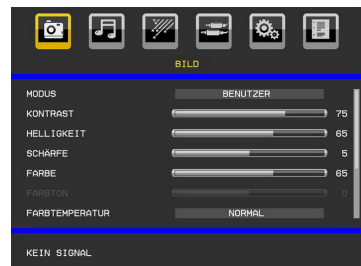 BILD
MODUS BENUTZER
KONTRAST 75
HELLIGKEIT 65
SCHÄRFE 5
FARBE 65
FARBTON 0
FARBTEMPERATUR NORMAL
KEIN SIGNAL